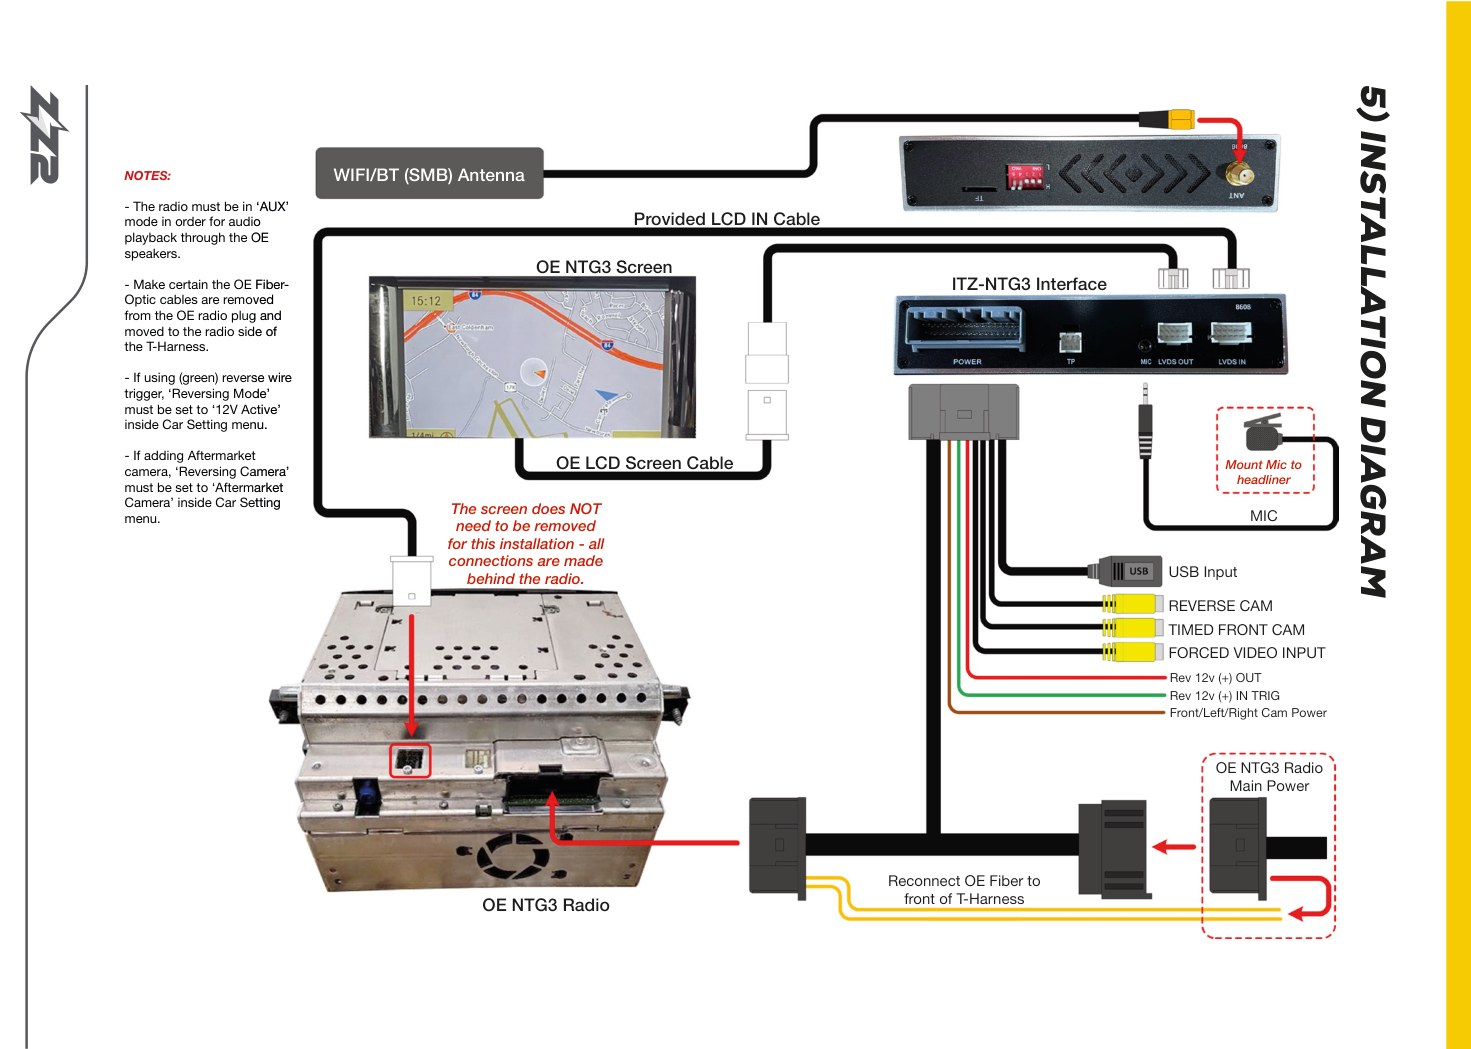 5) INSTALLATION DIAGRAM
ZZ2
NOTES:
- The radio must be in ‘AUX’
mode in order for audio
playback through the OE
speakers.
- Make certain the OE Fiber-
Optic cables are removed
from the OE radio plug and
moved to the radio side of
the T-Harness.
- If using (green) reverse wire
trigger, ‘Reversing Mode’
must be set to ‘12V Active’
inside Car Setting menu.
- If adding Aftermarket
camera, ‘Reversing Camera’
must be set to ‘Aftermarket
Camera’ inside Car Setting
menu.
WIFI/BT (SMB) Antenna
TF
ANT
Provided LCD IN Cable
OE NTG3 Screen
15:12
84
84
ITZ-NTG3 Interface
8608
POWER
TP
MIC
LVDS OUT
LVDS IN
OE LCD Screen Cable
Mount Mic to
headliner
MIC
The screen does NOT
need to be removed
for this installation - all
connections are made
behind the radio.
USB
USB Input
REVERSE CAM
TIMED FRONT CAM
FORCED VIDEO INPUT
Rev 12v (+) OUT
Rev 12v (+) IN TRIG
Front/Left/Right Cam Power
OE NTG3 Radio
Main Power
Reconnect OE Fiber to
front of T-Harness
OE NTG3 Radio